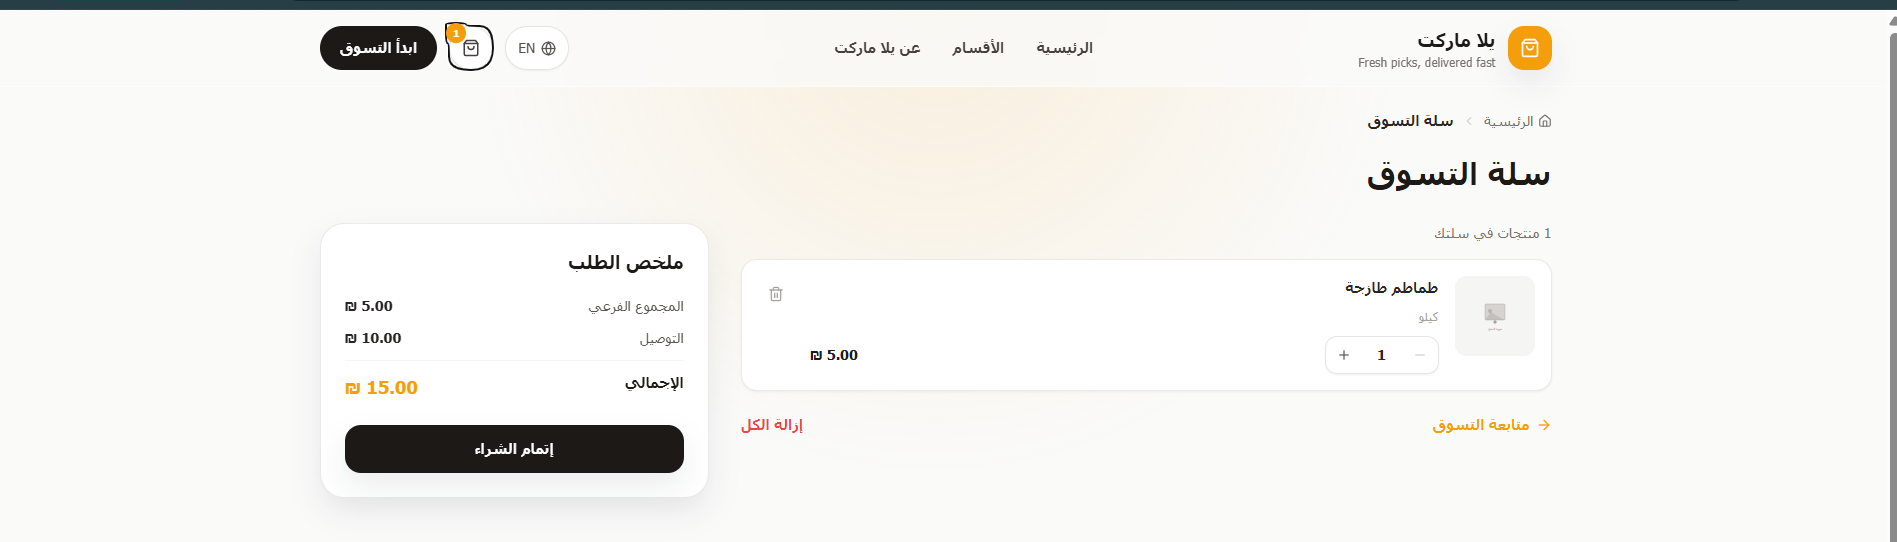 يلا ماركت
Fresh picks, delivered fast
الرئيسية
الأقسام
عن يلا ماركت
EN
1
ابدأ التسوق
الرئيسية
سلة التسوق
سلة التسوق
1 منتجات في سلتك
طماطم طازجة
كيلو
1
5.00 ₪
متابعة التسوق
إزالة الكل
ملخص الطلب
المجموع الفرعي 5.00 ₪
التوصيل 10.00 ₪
الإجمالي 15.00 ₪
إتمام الشراء